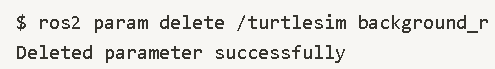 $ ros2 param delete /turtlesim background_r
Deleted parameter successfully